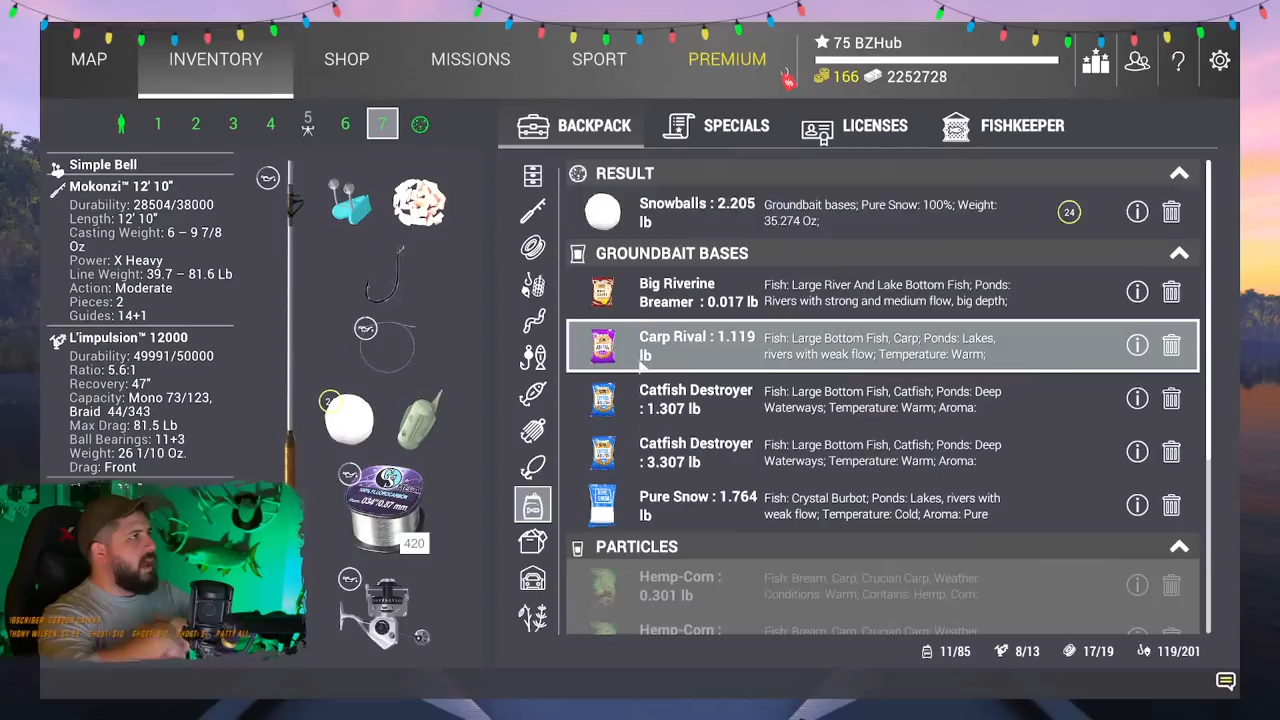 MAP
INVENTORY
SHOP
MISSIONS
SPORT
PREMIUM
75 BZHub
166 2252728
?
1 2 3 4 5 6 7
BACKPACK
SPECIALS
LICENSES
FISHKEEPER
Simple Bell
Mokonzi™ 12' 10"
Durability: 28504/38000
Length: 12' 10"
Casting Weight: 6 – 9 7/8
Oz
Power: X Heavy
Line Weight: 39.7 – 81.6 Lb
Action: Moderate
Pieces: 2
Guides: 14+1
L'impulsion™ 12000
Durability: 49991/50000
Ratio: 5.6:1
Recovery: 47"
Capacity: Mono 73/123,
Braid 44/343
Max Drag: 81.5 Lb
Ball Bearings: 11+3
Weight: 26 1/10 Oz.
Drag: Front
100% FLUOROCARBON
420
RESULT
Snowballs : 2.205
lb
Groundbait bases; Pure Snow: 100%; Weight:
35.274 Oz;
24
GROUNDBAIT BASES
Big Riverine
Breamer : 0.017 lb
Fish: Large River And Lake Bottom Fish; Ponds:
Rivers with strong and medium flow, big depth;
Carp Rival : 1.119
lb
Fish: Large Bottom Fish, Carp; Ponds: Lakes,
rivers with weak flow; Temperature: Warm;
Catfish Destroyer
: 1.307 lb
Fish: Large Bottom Fish, Catfish; Ponds: Deep
Waterways; Temperature: Warm; Aroma:
Catfish Destroyer
: 3.307 lb
Fish: Large Bottom Fish, Catfish; Ponds: Deep
Waterways; Temperature: Warm; Aroma:
Pure Snow : 1.764
lb
Fish: Crystal Burbot; Ponds: Lakes, rivers with
weak flow; Temperature: Cold; Aroma: Pure
PARTICLES
Hemp-Corn :
0.301 lb
Fish: Bream, Carp, Crucian Carp, Weather
Conditions: Warm, Contains: Hemp, Corn;
Hemp-Corn :
Fish: Bream, Carp, Crucian Carp, Weather
11/85 8/13 17/19 119/201